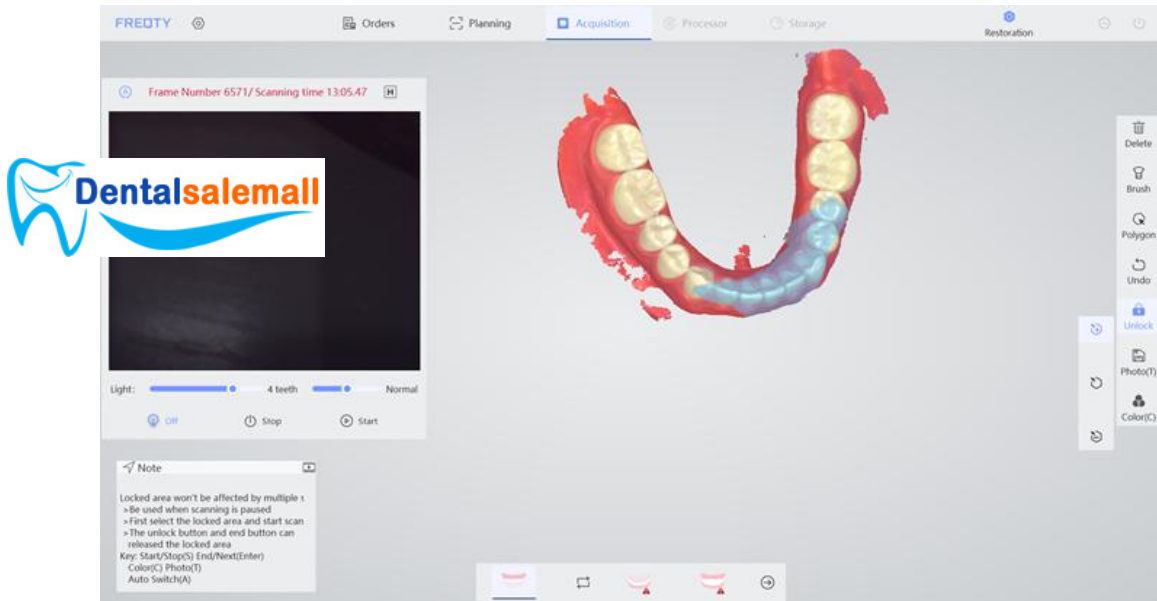 FREDTY
Orders
Planning
Acquisition
Processor
Storage
Restoration
Frame Number 6571/ Scanning time 13:05.47
H
Dentalsalemall
Light:
4 teeth
Normal
Off
Stop
Start
Note
Locked area won't be affected by multiple
>Be used when scanning is paused
>First select the locked area and start scan
>The unlock button and end button can
released the locked area
Key: Start/Stop(S) End/Next(Enter)
Color(C) Photo(T)
Auto Switch(A)
Delete
Brush
Polygon
Undo
Unlock
Photo(T)
Color(C)